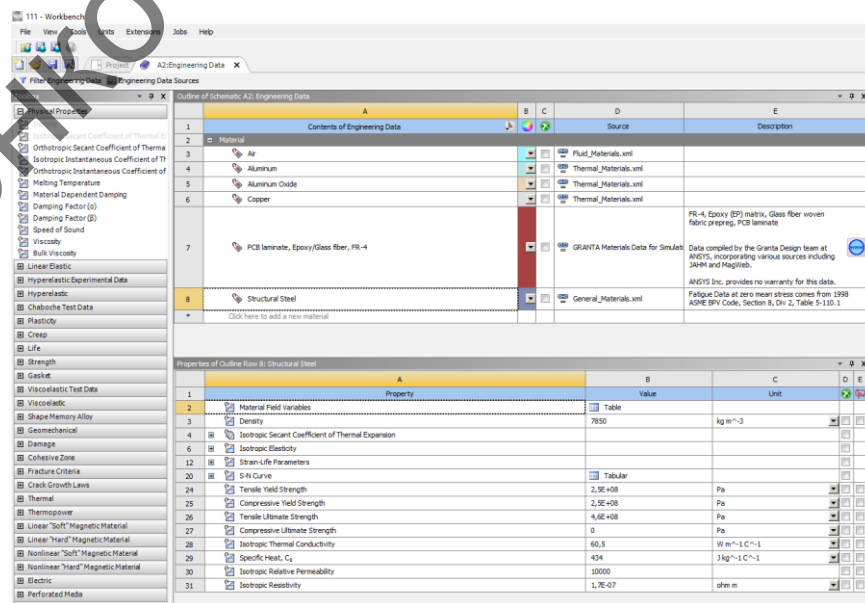 111 - Workbench
File View Tools Units Extensions Jobs Help
Project A2:Engineering Data X
Filter Engineering Data Engineering Data Sources
Toolbox
Physical Properties
Isotropic Secant Coefficient of Thermal E
Orthotropic Secant Coefficient of Therma
Isotropic Instantaneous Coefficient of Th
Orthotropic Instantaneous Coefficient of
Melting Temperature
Material Dependent Damping
Damping Factor (α)
Damping Factor (β)
Speed of Sound
Viscosity
Bulk Viscosity
Linear Elastic
Hyperelastic Experimental Data
Hyperelastic
Chaboche Test Data
Plasticity
Creep
Life
Strength
Gasket
Viscoelastic Test Data
Viscoelastic
Shape Memory Alloy
Geomechanical
Damage
Cohesive Zone
Fracture Criteria
Crack Growth Laws
Thermal
Thermopower
Linear "Soft" Magnetic Material
Linear "Hard" Magnetic Material
Nonlinear "Soft" Magnetic Material
Nonlinear "Hard" Magnetic Material
Electric
Perforated Media
Outline of Schematic A2: Engineering Data
A B C D E
1 Contents of Engineering Data Source Description
2 Material
3 Air Fluid_Materials.xml
4 Aluminum Thermal_Materials.xml
5 Aluminum Oxide Thermal_Materials.xml
6 Copper Thermal_Materials.xml
7 PCB laminate, Epoxy/Glass fiber, FR-4 GRANTA Materials Data for Simulati
FR-4, Epoxy (EP) matrix, Glass fiber woven
fabric prepreg, PCB laminate
Data compiled by the Granta Design team at
ANSYS, incorporating various sources including
JAHM and MagWeb.
ANSYS Inc. provides no warranty for this data.
8 Structural Steel General_Materials.xml
Fatigue Data at zero mean stress comes from 1998
ASME BPV Code, Section 8, Div 2, Table 5-110.1
* Click here to add a new material
Properties of Outline Row 8: Structural Steel
A B C D E
1 Property Value Unit
2 Material Field Variables Table
3 Density 7850 kg m^-3
4 Isotropic Secant Coefficient of Thermal Expansion
6 Isotropic Elasticity
12 Strain-Life Parameters
20 S-N Curve Tabular
24 Tensile Yield Strength 2,5E+08 Pa
25 Compressive Yield Strength 2,5E+08 Pa
26 Tensile Ultimate Strength 4,6E+08 Pa
27 Compressive Ultimate Strength 0 Pa
28 Isotropic Thermal Conductivity 60,5 W m^-1 C^-1
29 Specific Heat, Cₚ 434 J kg^-1 C^-1
30 Isotropic Relative Permeability 10000
31 Isotropic Resistivity 1,7E-07 ohm m